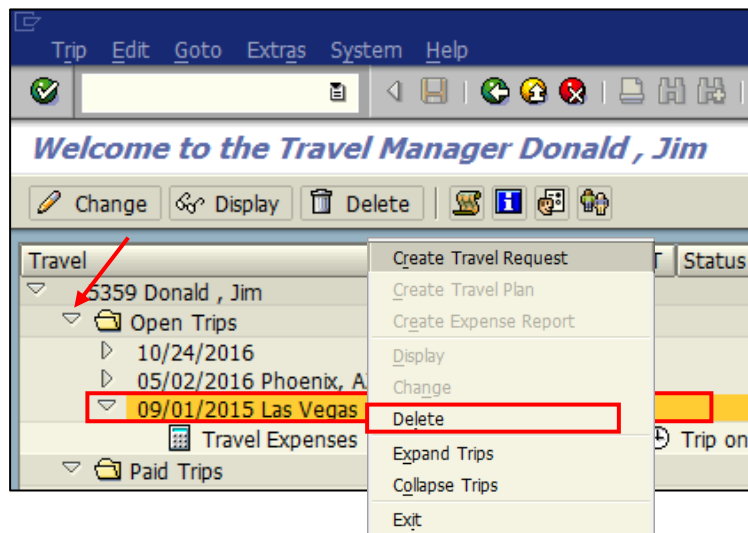 Trip Edit Goto Extras System Help
Welcome to the Travel Manager Donald , Jim
Change Display Delete
Travel
Status
5359 Donald , Jim
Open Trips
10/24/2016
05/02/2016 Phoenix,
09/01/2015 Las Vegas
Travel Expenses
Trip on
Paid Trips
Create Travel Request
Create Travel Plan
Create Expense Report
Display
Change
Delete
Expand Trips
Collapse Trips
Exit